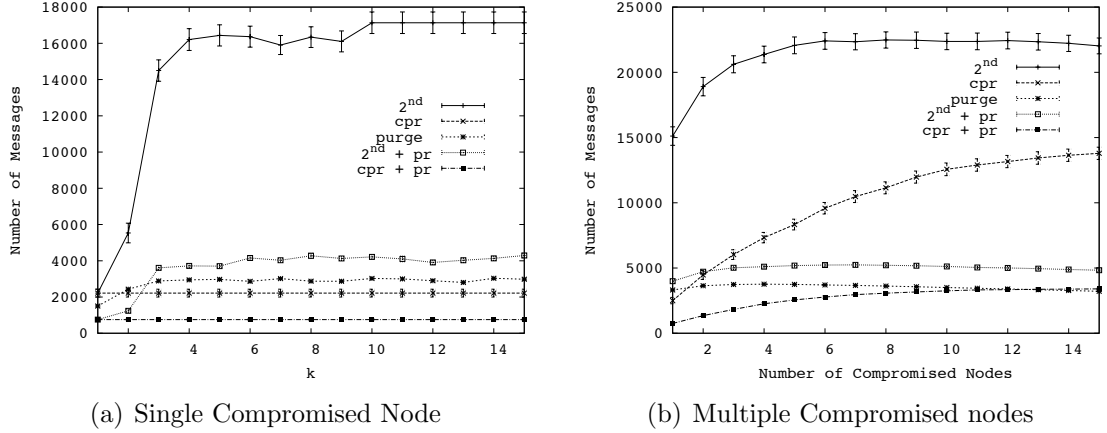 18000
16000
14000
12000
10000
8000
6000
4000
2000
0
Number of Messages
2nd
cpr
purge
2nd + pr
cpr + pr
2 4 6 8 10 12 14
k
(a) Single Compromised Node
25000
20000
15000
10000
5000
0
Number of Messages
2nd
cpr
purge
2nd + pr
cpr + pr
2 4 6 8 10 12 14
Number of Compromised Nodes
(b) Multiple Compromised nodes